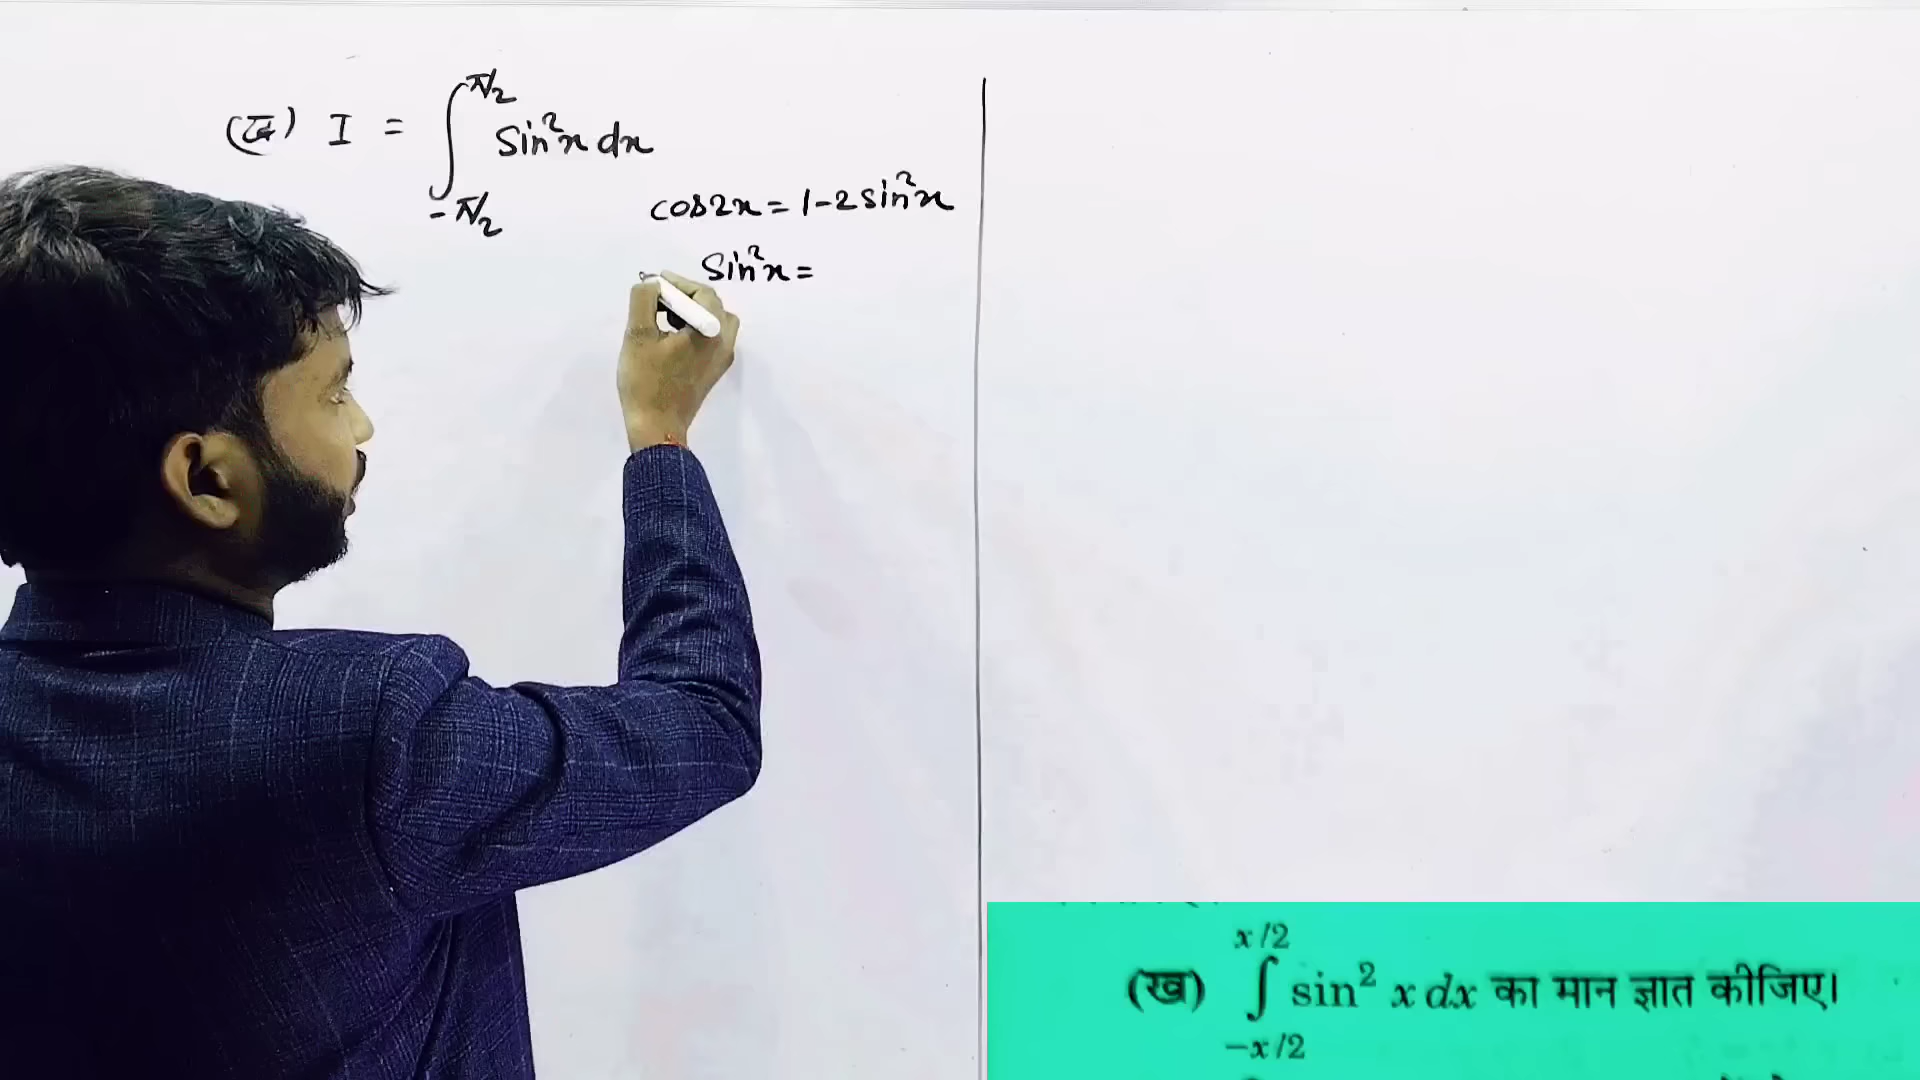 (ख) I = ∫_{-π/2}^{π/2} Sin²x dx
cos2x = 1-2sin²x
Sin²x =
(ख) ∫_{-x/2}^{x/2} sin² x dx का मान ज्ञात कीजिए।